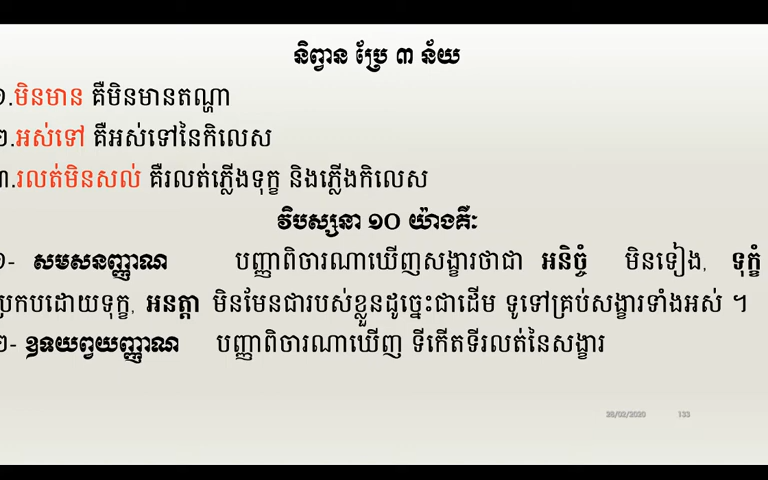 និព្វាន ប្រែ ៣ ន័យ
១.មិនមាន គឺមិនមានតណ្ហា
២.អស់ទៅ គឺអស់ទៅនៃកិលេស
៣.រលត់មិនសល់ គឺរលត់ភ្លើងទុក្ខ និងភ្លើងកិលេស
វិបស្សនា ១០ យ៉ាងគឺៈ
១- សមសនញ្ញាណ បញ្ញាពិចារណាឃើញសង្ខារថាជា អនិច្ចំ មិនទៀង, ទុក្ខំ
ប្រកបដោយទុក្ខ, អនត្តា មិនមែនជារបស់ខ្លួនដូច្នេះជាដើម ទូទៅគ្រប់សង្ខារទាំងអស់ ។
២- ឧទយព្វយញ្ញាណ បញ្ញាពិចារណាឃើញ ទីកើតទីរលត់នៃសង្ខារ
28/02/2020 133